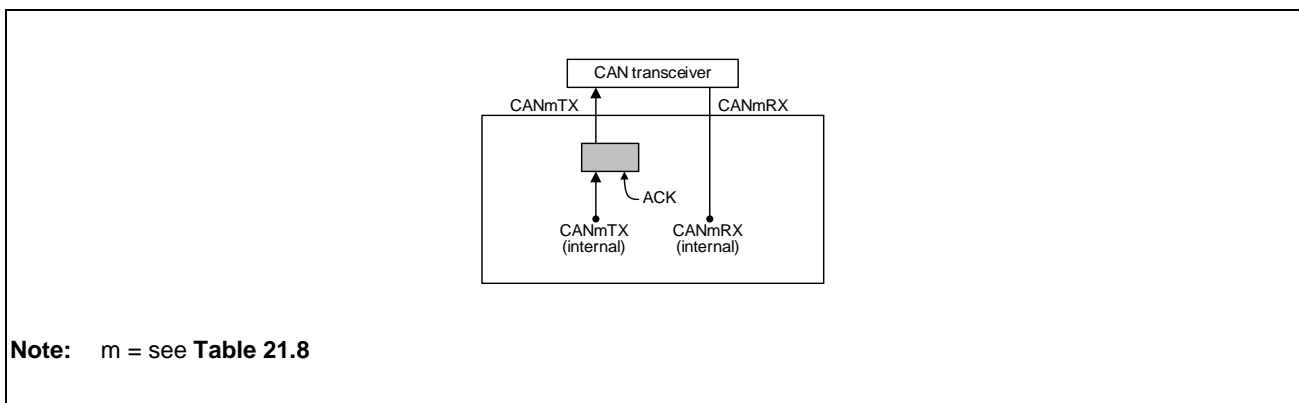 CAN transceiver
CANmTX
CANmRX
ACK
CANmTX
(internal)
CANmRX
(internal)
Note: m = see Table 21.8